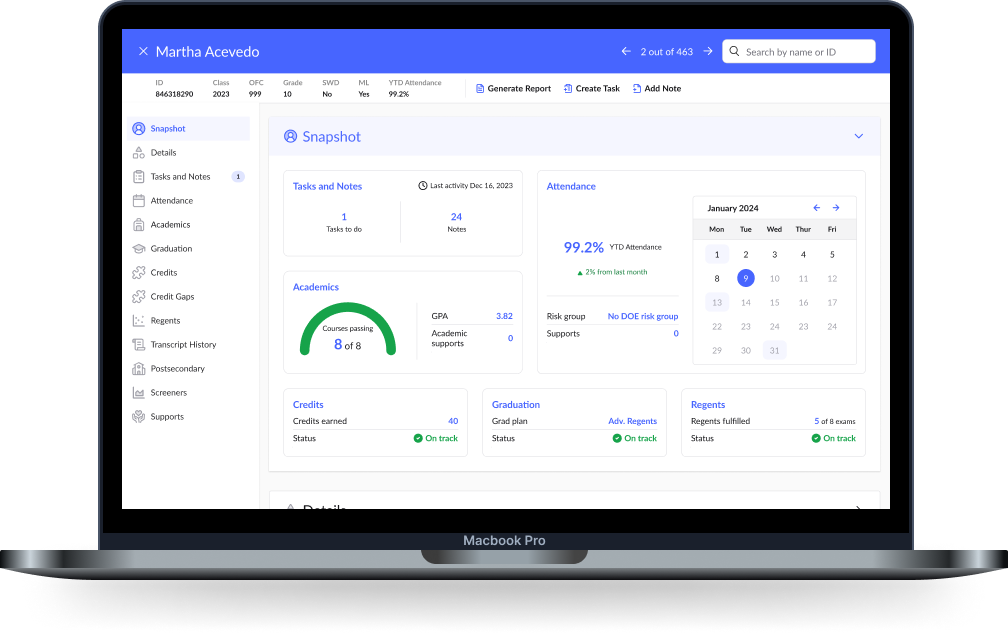 Martha Acevedo
2 out of 463
Search by name or ID
ID Class OFC Grade SWD ML YTD Attendance
846318290 2023 999 10 No Yes 99.2%
Generate Report Create Task Add Note
Snapshot
Details
Tasks and Notes 1
Attendance
Academics
Graduation
Credits
Credit Gaps
Regents
Transcript History
Postsecondary
Screeners
Supports
Snapshot
Tasks and Notes
Last activity Dec 16, 2023
1 24
Tasks to do Notes
Academics
Courses passing
8 of 8
GPA 3.82
Academic
supports 0
Attendance
99.2% YTD Attendance
2% from last month
Risk group No DOE risk group
Supports 0
January 2024
Mon Tue Wed Thur Fri
1 2 3 4 5
8 9 10 11 12
13 14 15 16 17
22 23 24 23 24
29 30 31
Credits
Credits earned 40
Status On track
Graduation
Grad plan Adv. Regents
Status On track
Regents
Regents fulfilled 5 of 8 exams
Status On track
Details
Macbook Pro